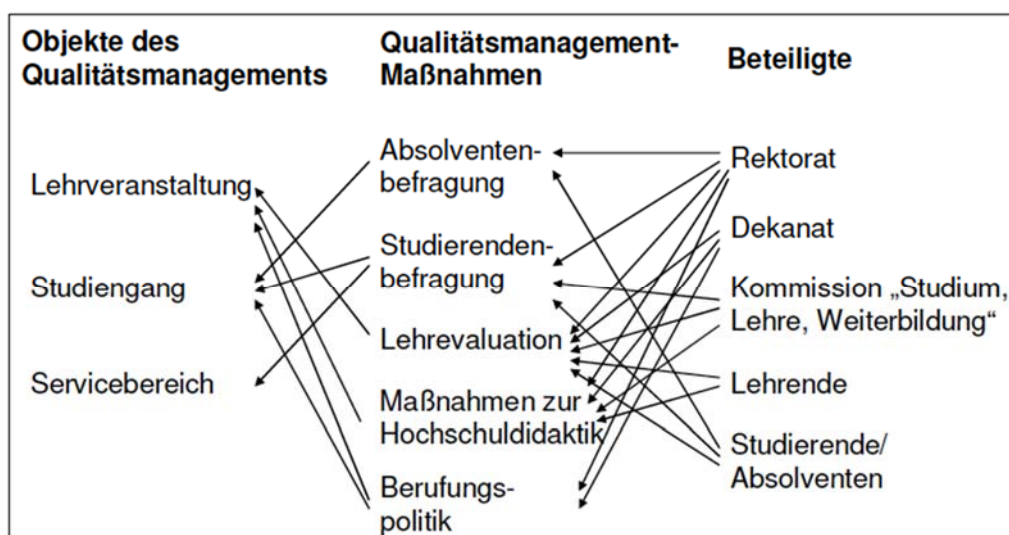 Objekte des
Qualitätsmanagements
Qualitätsmanagement-
Maßnahmen
Beteiligte
Lehrveranstaltung
Studiengang
Servicebereich
Absolventen-
befragung
Studierenden-
befragung
Lehrevaluation
Maßnahmen zur
Hochschuldidaktik
Berufungs-
politik
Rektorat
Dekanat
Kommission „Studium,
Lehre, Weiterbildung“
Lehrende
Studierende/
Absolventen